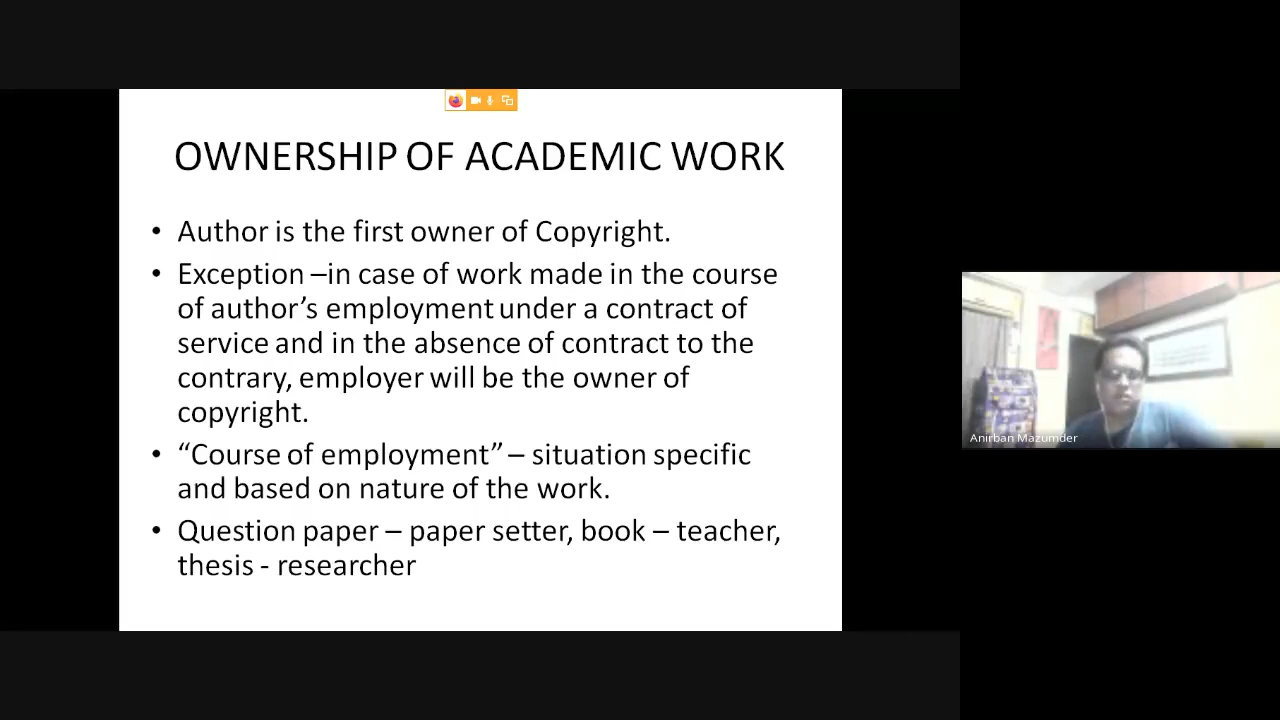 OWNERSHIP OF ACADEMIC WORK
• Author is the first owner of Copyright.
• Exception –in case of work made in the course
of author’s employment under a contract of
service and in the absence of contract to the
contrary, employer will be the owner of
copyright.
• “Course of employment” – situation specific
and based on nature of the work.
• Question paper – paper setter, book – teacher,
thesis - researcher
Anirban Mazumder